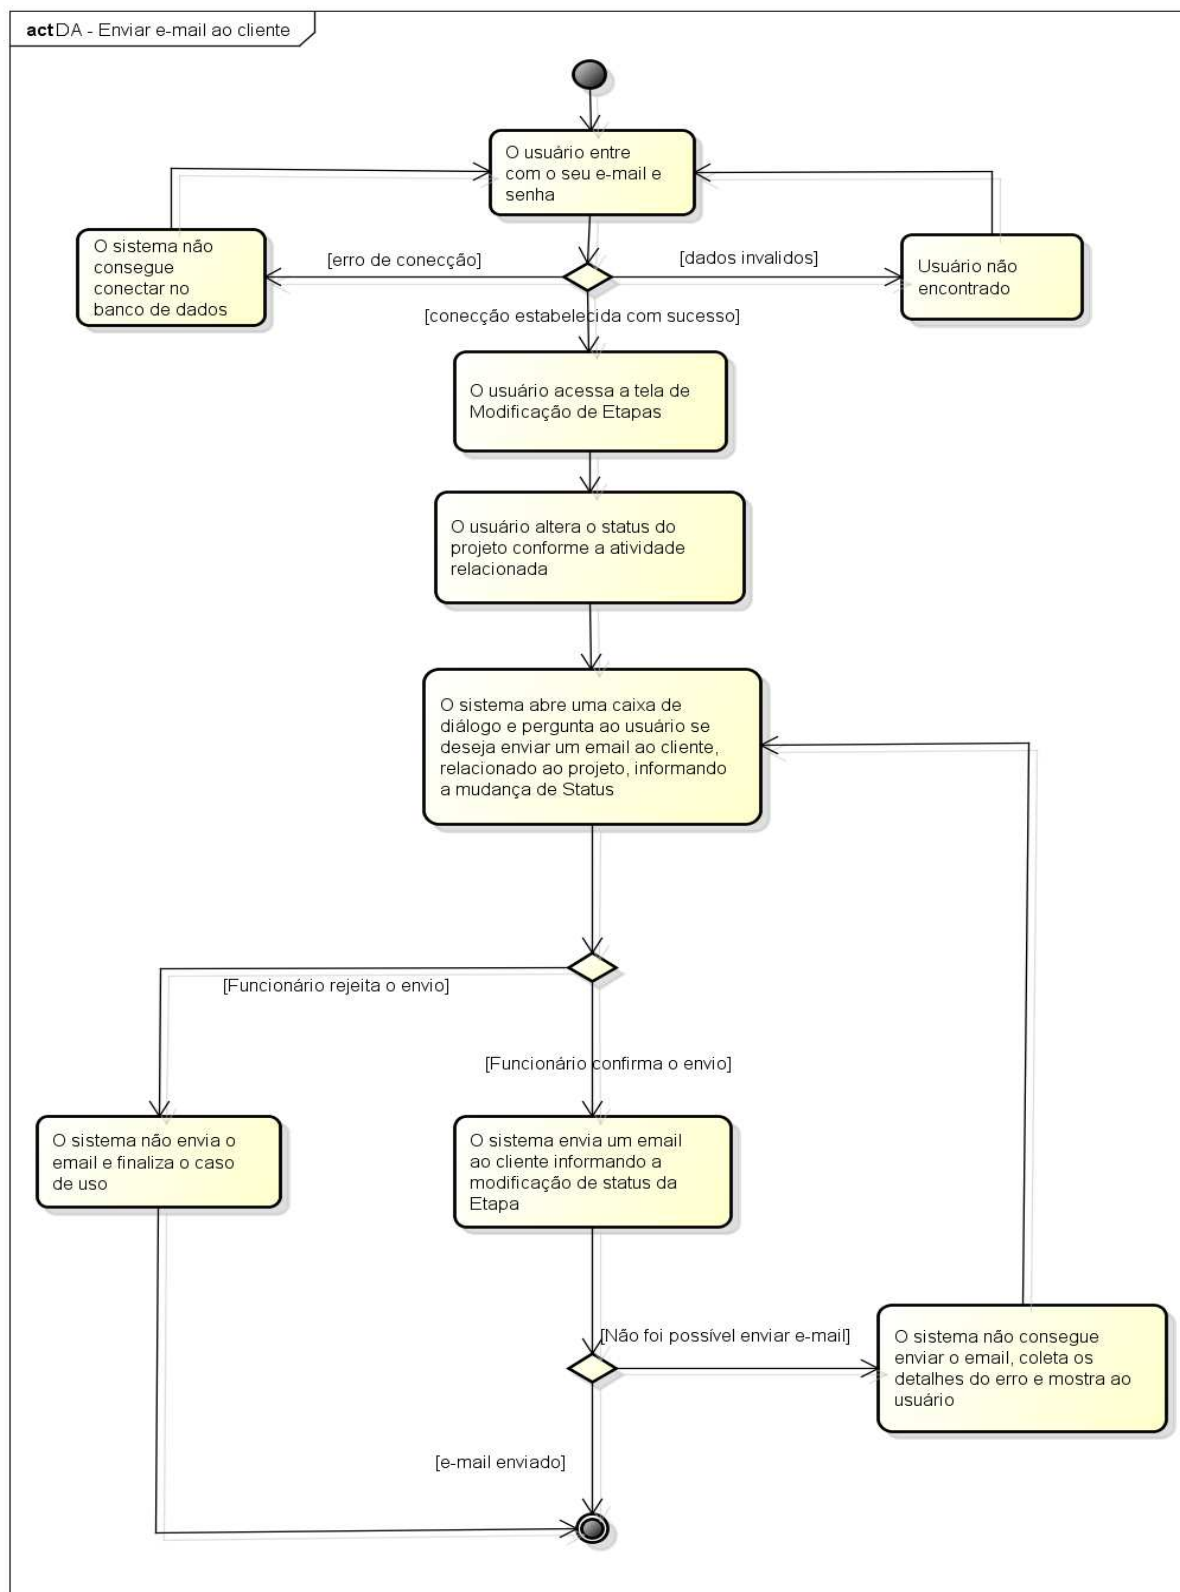 act DA - Enviar e-mail ao cliente
O usuário entre
com o seu e-mail e
senha
O sistema não
consegue
conectar no
banco de dados
[erro de conecção]
[dados invalidos]
Usuário não
encontrado
[conecção estabelecida com sucesso]
O usuário acessa a tela de
Modificação de Etapas
O usuário altera o status do
projeto conforme a atividade
relacionada
O sistema abre uma caixa de
diálogo e pergunta ao usuário se
deseja enviar um email ao cliente,
relacionado ao projeto, informando
a mudança de Status
[Funcionário rejeita o envio]
[Funcionário confirma o envio]
O sistema não envia o
email e finaliza o caso
de uso
O sistema envia um email
ao cliente informando a
modificação de status da
Etapa
[Não foi possível enviar e-mail]
O sistema não consegue
enviar o email, coleta os
detalhes do erro e mostra ao
usuário
[e-mail enviado]